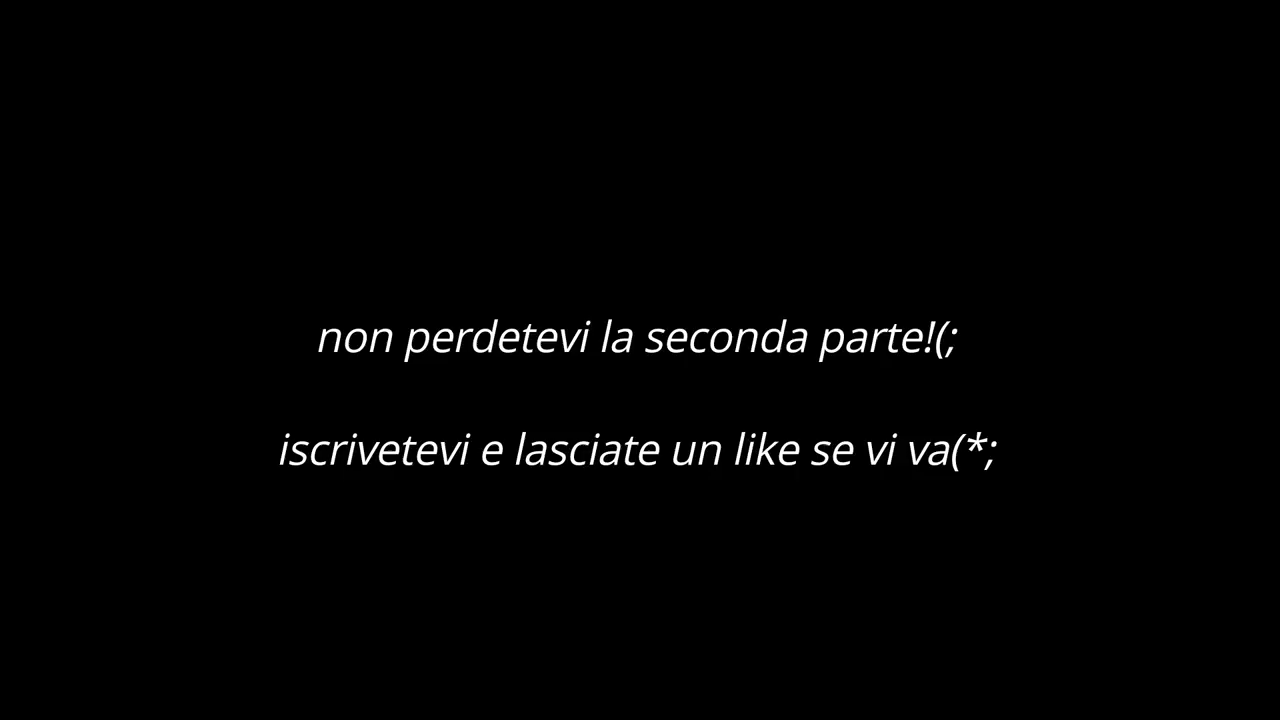 non perdetevi la seconda parte!(;
iscrivetevi e lasciate un like se vi va(*;